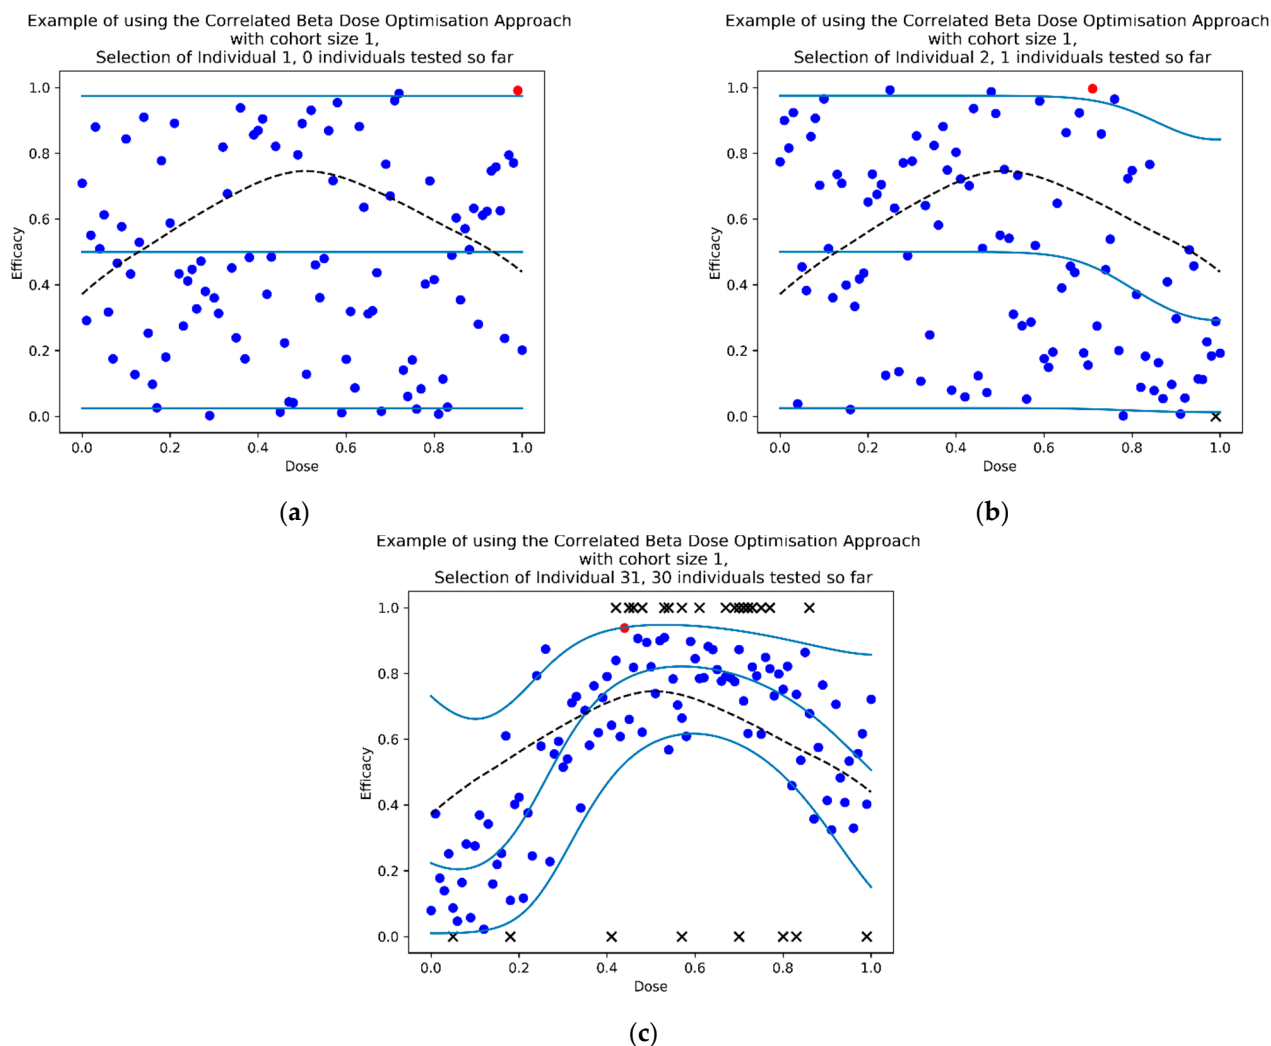 Example of using the Correlated Beta Dose Optimisation Approach
with cohort size 1,
Selection of Individual 1, 0 individuals tested so far
1.0
0.8
0.6
0.4
0.2
0.0
Efficacy
0.0 0.2 0.4 0.6 0.8 1.0
Dose
(a)
Example of using the Correlated Beta Dose Optimisation Approach
with cohort size 1,
Selection of Individual 2, 1 individuals tested so far
1.0
0.8
0.6
0.4
0.2
0.0
Efficacy
0.0 0.2 0.4 0.6 0.8 1.0
Dose
(b)
Example of using the Correlated Beta Dose Optimisation Approach
with cohort size 1,
Selection of Individual 31, 30 individuals tested so far
1.0
0.8
0.6
0.4
0.2
0.0
Efficacy
0.0 0.2 0.4 0.6 0.8 1.0
Dose
(c)